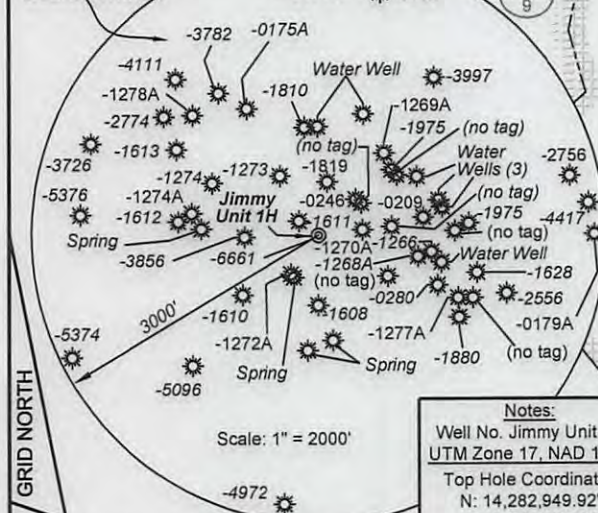 9
-3782
-0175A
-4111
-1810
Water Well
-3997
-1278A
-1269A
-2774
(no tag)
-1975
(no tag)
-3726
-1613
-1274
-1273
-1819
Water
Wells (3)
-2756
-5376
-1274A
Jimmy
Unit 1H
-0246
-0209
(no tag)
-1612
-1611
-1975
-4417
Spring
-1270A
-1266
(no tag)
-3856
-6661
-1268A
Water Well
(no tag)
-1628
3000'
-1610
-1608
-0280
-2556
-1272A
-1277A
-0179A
-5374
Spring
Spring
-1880
(no tag)
-5096
GRID NORTH
Scale: 1" = 2000'
Notes:
Well No. Jimmy Unit
UTM Zone 17, NAD 1
Top Hole Coordinat
N: 14,282,949.92
-4972